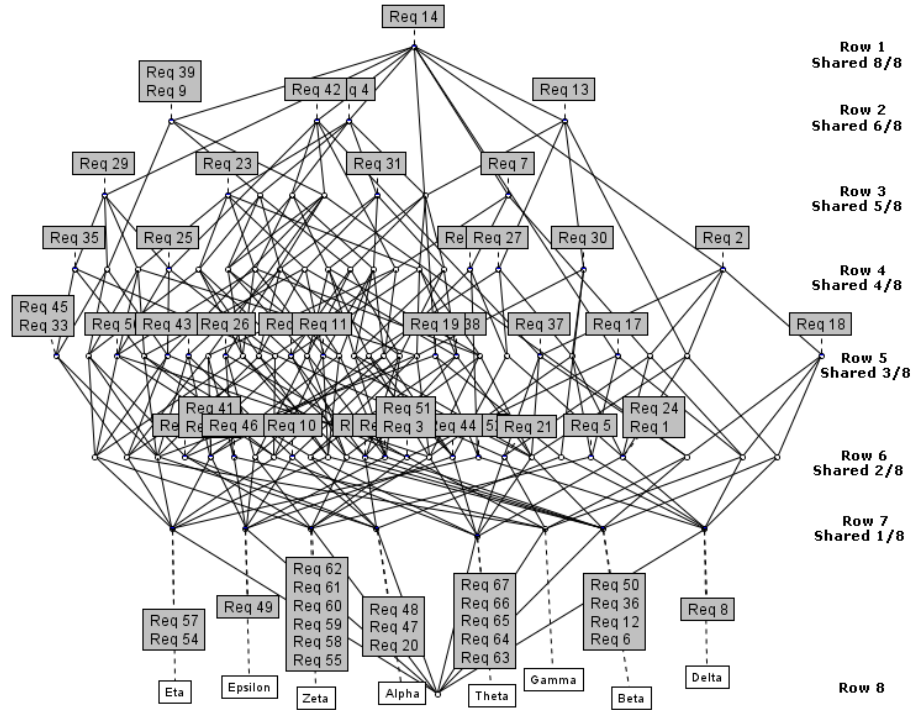 Req 14
Row 1
Shared 8/8
Req 39
Req 9
Req 42
q 4
Req 13
Row 2
Shared 6/8
Req 29
Req 23
Req 31
Req 7
Row 3
Shared 5/8
Req 35
Req 25
Re
Req 27
Req 30
Req 2
Row 4
Shared 4/8
Req 45
Req 33
Req 43
Req 26
Req 11
Req 19
38
Req 37
Req 17
Req 18
Row 5
Shared 3/8
Req 41
Req 46
Req 10
Req 51
Req 3
44
Req 21
Req 5
Req 24
Req 1
Row 6
Shared 2/8
Row 7
Shared 1/8
Req 57
Req 54
Req 49
Req 62
Req 61
Req 60
Req 59
Req 58
Req 55
Req 48
Req 47
Req 20
Req 67
Req 66
Req 65
Req 64
Req 63
Req 50
Req 36
Req 12
Req 6
Req 8
Eta
Epsilon
Zeta
Alpha
Theta
Gamma
Beta
Delta
Row 8